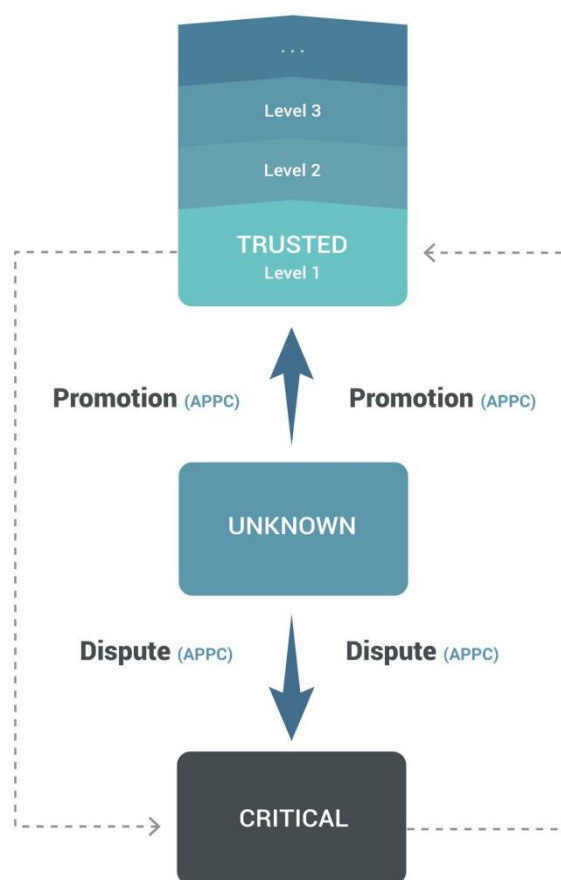 ...
Level 3
Level 2
TRUSTED
Level 1
Promotion (APPC) Promotion (APPC)
UNKNOWN
Dispute (APPC) Dispute (APPC)
CRITICAL